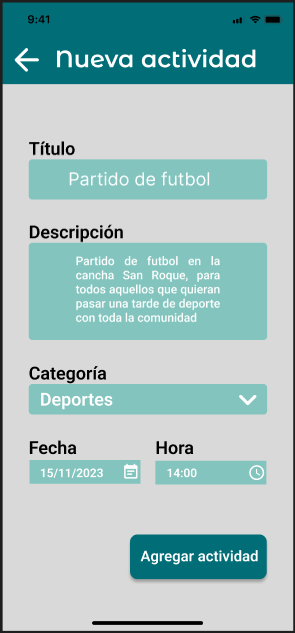 9:41
Nueva actividad
Título
Partido de futbol
Descripción
Partido de futbol en la
cancha San Roque, para
todos aquellos que quieran
pasar una tarde de deporte
con toda la comunidad
Categoría
Deportes
Fecha Hora
15/11/2023 14:00
Agregar actividad